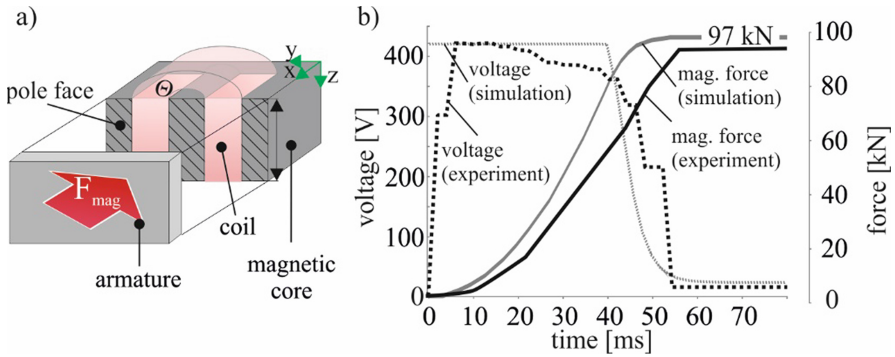 a)
y
x
z
pole face
Θ
F mag
coil
armature
magnetic
core
b)
97 kN
100
400
voltage
(simulation)
mag. force
(simulation)
80
300
voltage
(experiment)
mag. force
(experiment)
60
200
40
100
20
0
0
voltage [V]
force [kN]
0
10
20
30
40
50
60
70
time [ms]